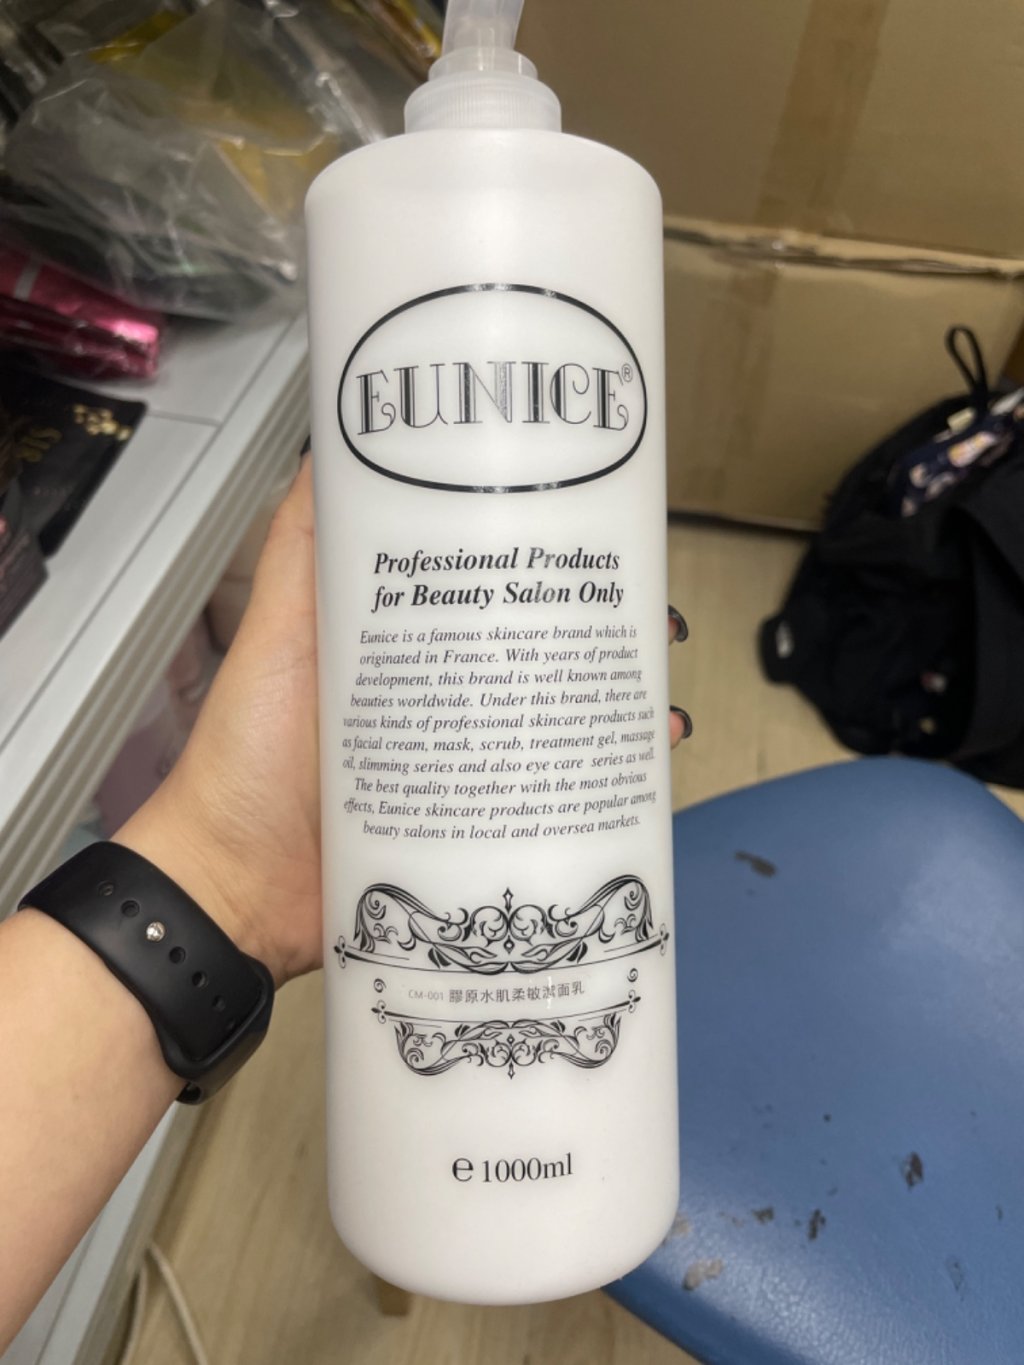 EUNICE®
Professional Products
for Beauty Salon Only
Eunice is a famous skincare brand which is
originated in France. With years of product
development, this brand is well known among
beauties worldwide. Under this brand, there are
various kinds of professional skincare products such
as facial cream, mask, scrub, treatment gel, massage
oil, slimming series and also eye care series as well.
The best quality together with the most obvious
effects, Eunice skincare products are popular among
beauty salons in local and oversea markets.
CM-001 膠原水肌柔敏潔面乳
℮ 1000ml